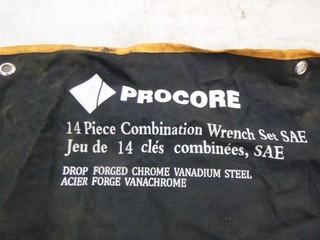 PROCORE
14 Piece Combination Wrench Set SAE
Jeu de 14 clés combinées, SAE
DROP FORGED CHROME VANADIUM STEEL
ACIER FORGE VANACHROME